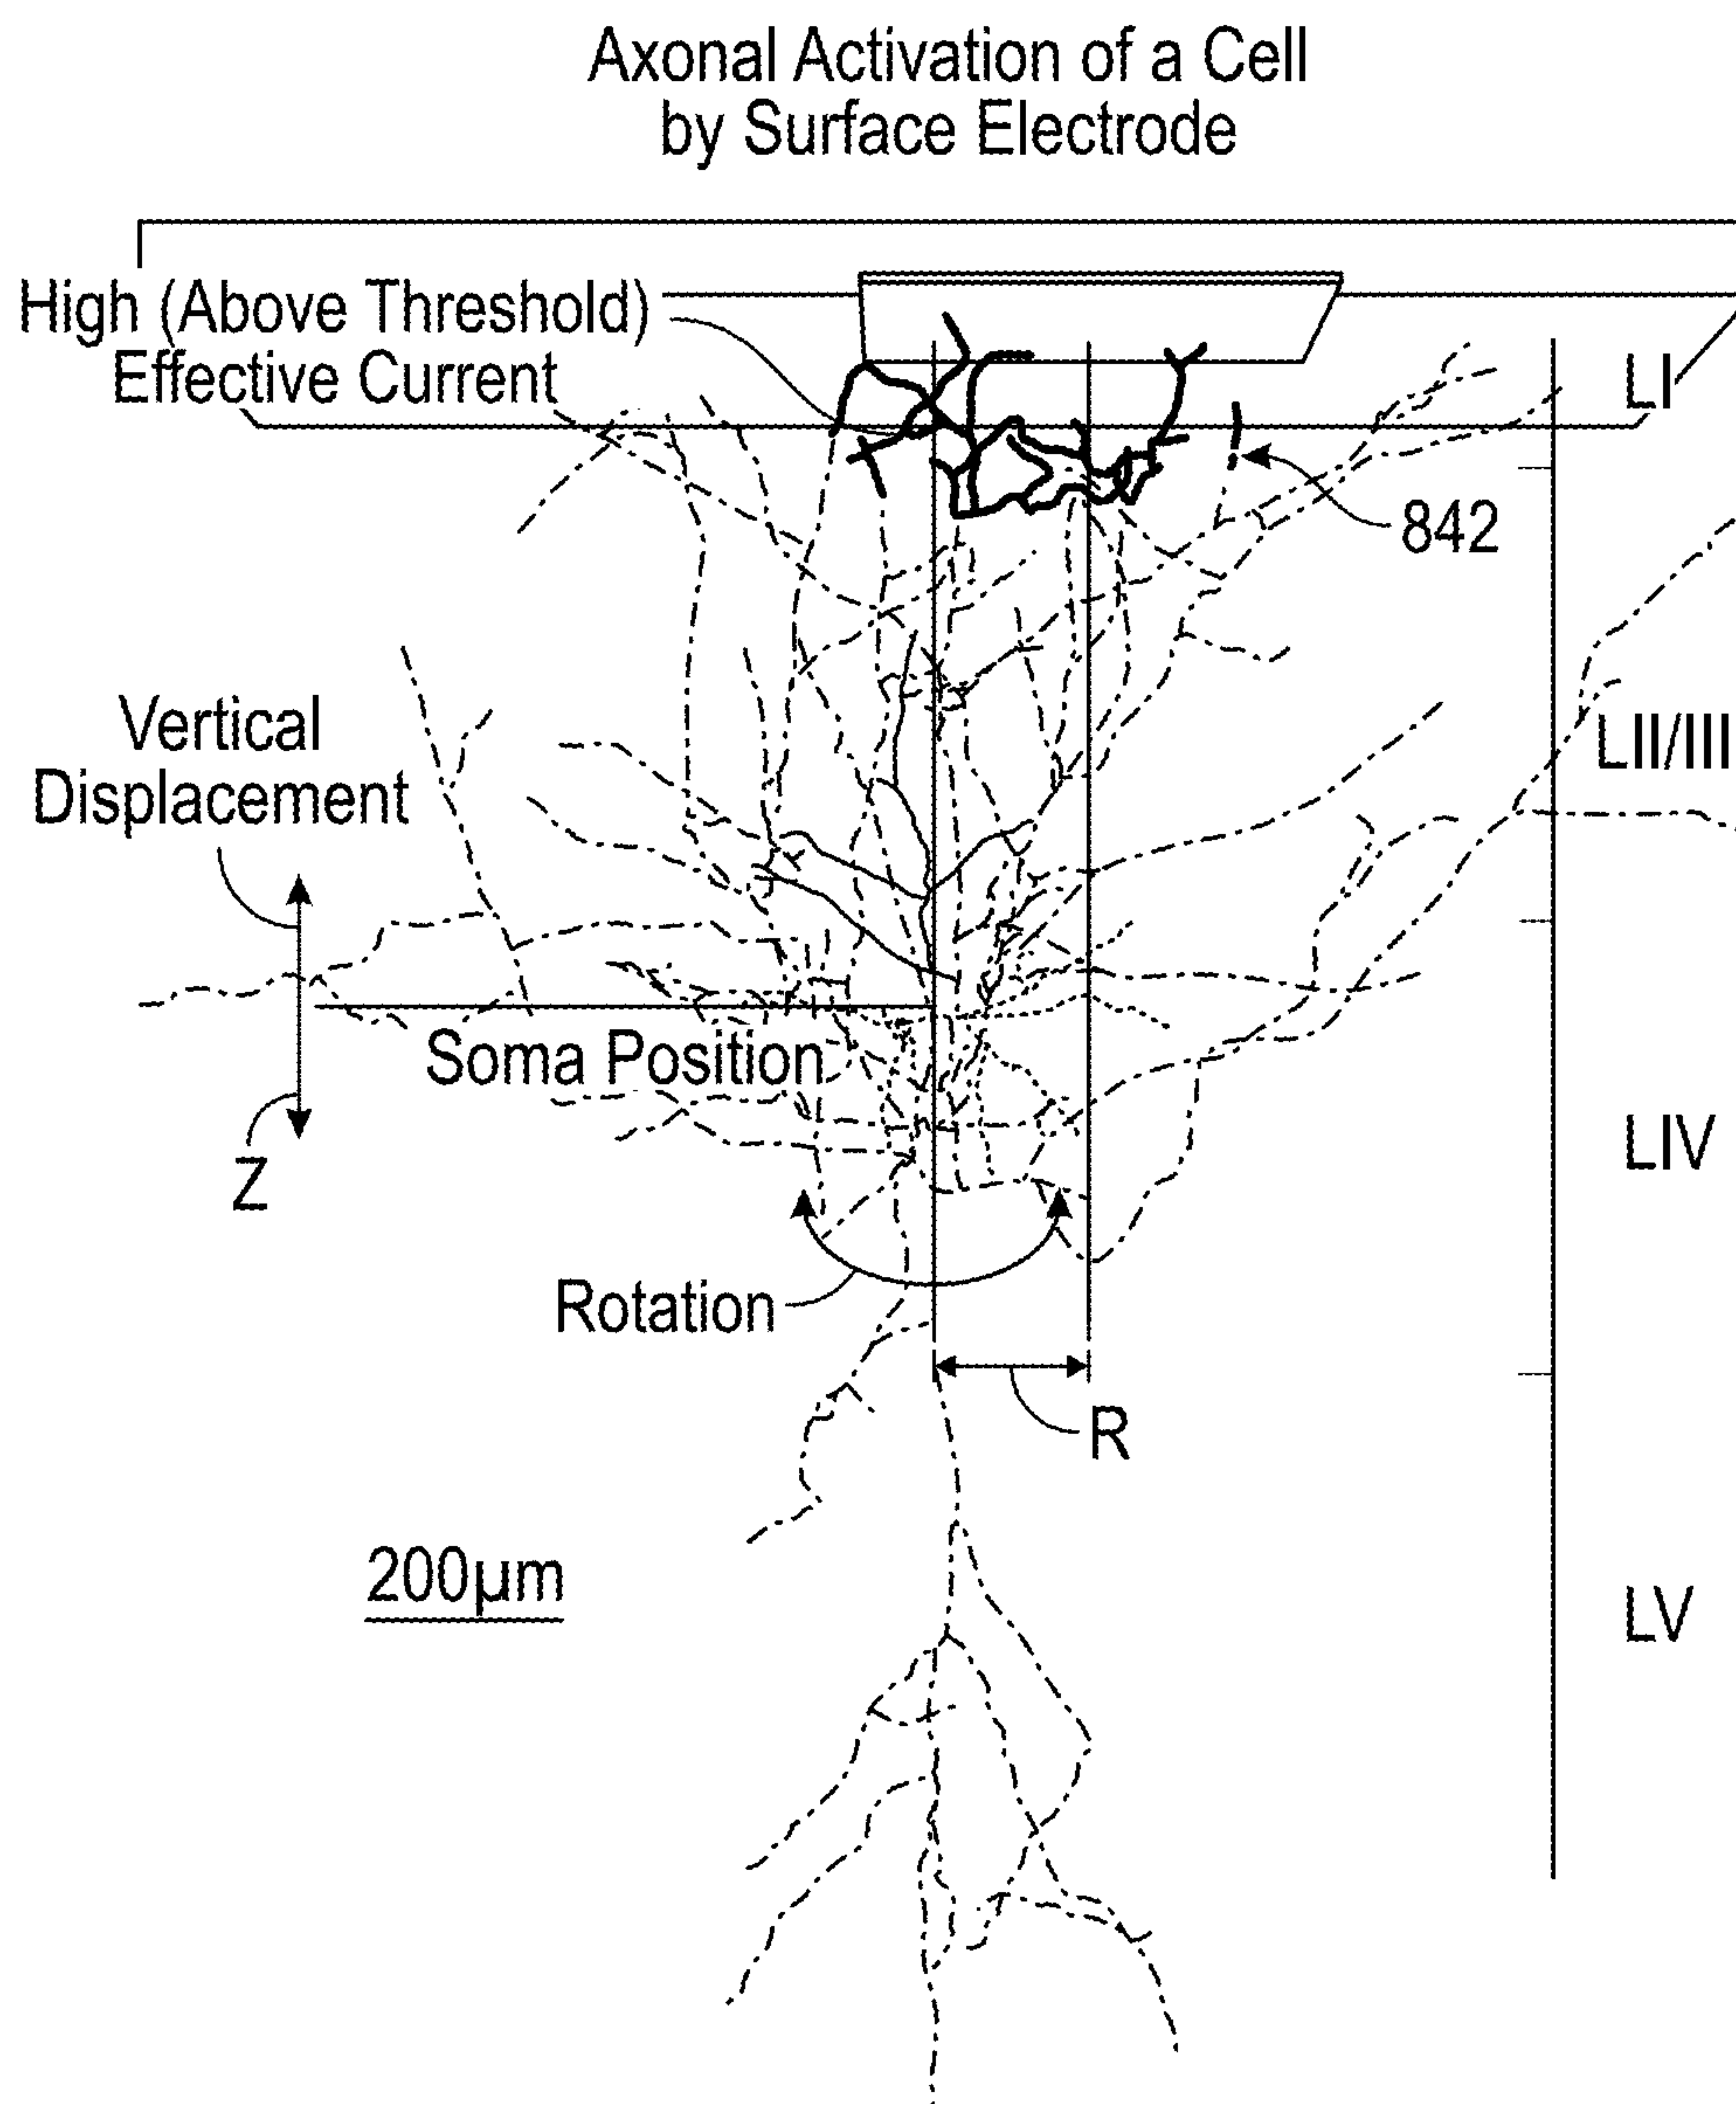 Axonal Activation of a Cell
by Surface Electrode
High (Above Threshold)
Effective Current
LI
842
Vertical
Displacement
LII/III
Soma Position
Z
LIV
Rotation
R
200µm
LV